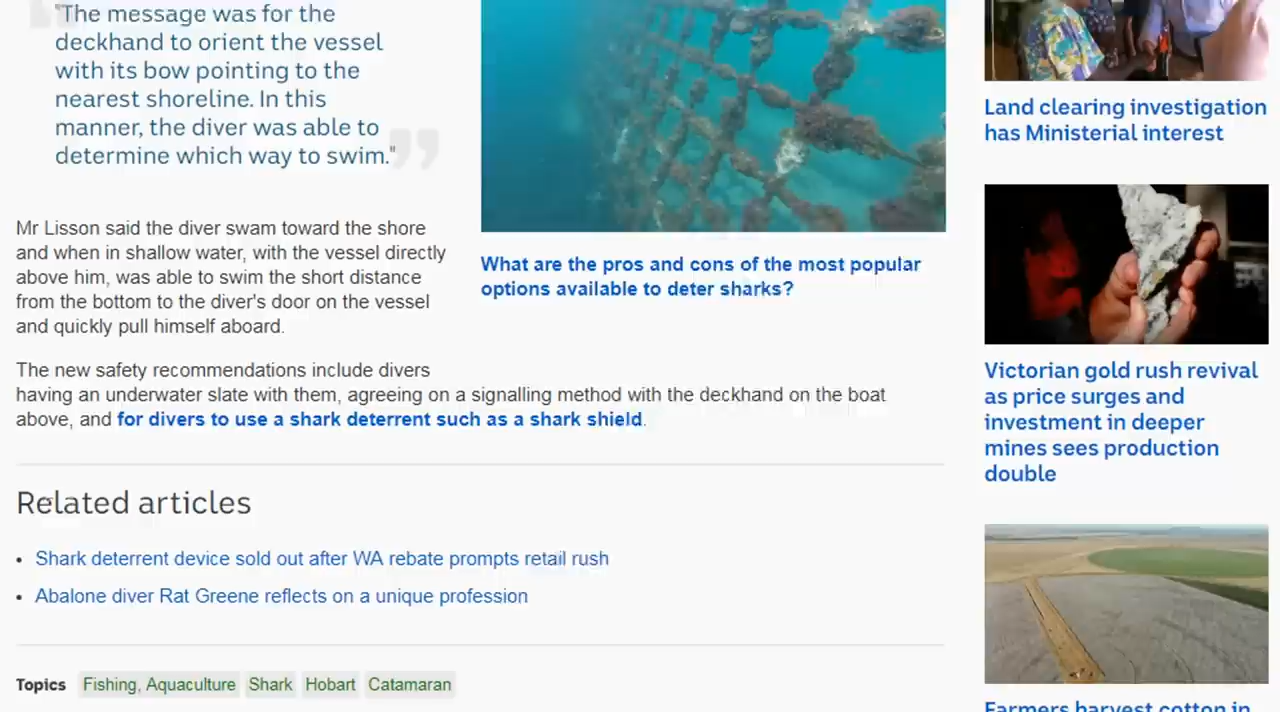 "The message was for the
deckhand to orient the vessel
with its bow pointing to the
nearest shoreline. In this
manner, the diver was able to
determine which way to swim."
Mr Lisson said the diver swam toward the shore
and when in shallow water, with the vessel directly
above him, was able to swim the short distance
from the bottom to the diver's door on the vessel
and quickly pull himself aboard.
The new safety recommendations include divers
having an underwater slate with them, agreeing on a signalling method with the deckhand on the boat
above, and for divers to use a shark deterrent such as a shark shield.
What are the pros and cons of the most popular
options available to deter sharks?
Related articles
• Shark deterrent device sold out after WA rebate prompts retail rush
• Abalone diver Rat Greene reflects on a unique profession
Topics Fishing, Aquaculture Shark Hobart Catamaran
Land clearing investigation
has Ministerial interest
Victorian gold rush revival
as price surges and
investment in deeper
mines sees production
double
Farmers harvest cotton in